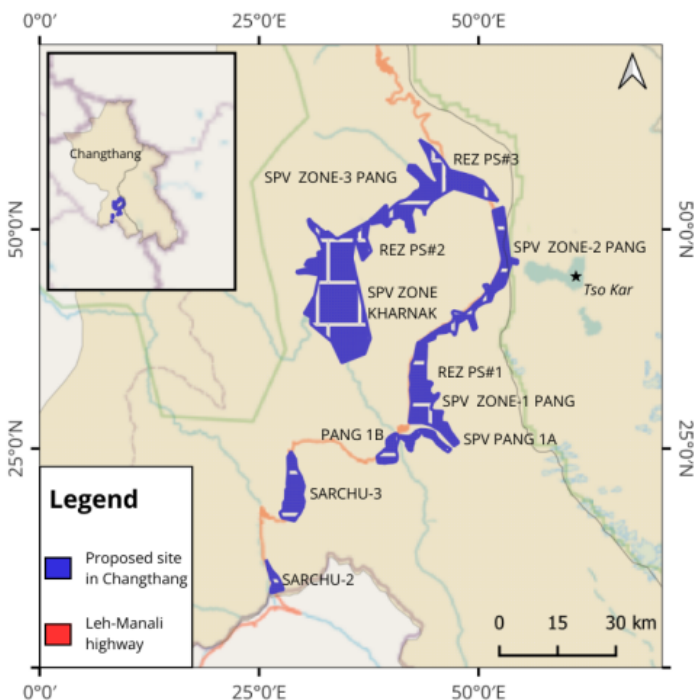 0°0' 25°0'E 50°0'E
Changthang
REZ PS#3
SPV ZONE-3 PANG
50°0'N 50°0'N
SPV ZONE-2 PANG
REZ PS#2
Tso Kar
SPV ZONE
KHARNAK
REZ PS#1
SPV ZONE-1 PANG
PANG 1B
SPV PANG 1A
25°0'N 25°0'N
SARCHU-3
Legend
Proposed site
in Changthang
Leh-Manali
highway
SARCHU-2
0 15 30 km
0°0' 25°0'E 50°0'E